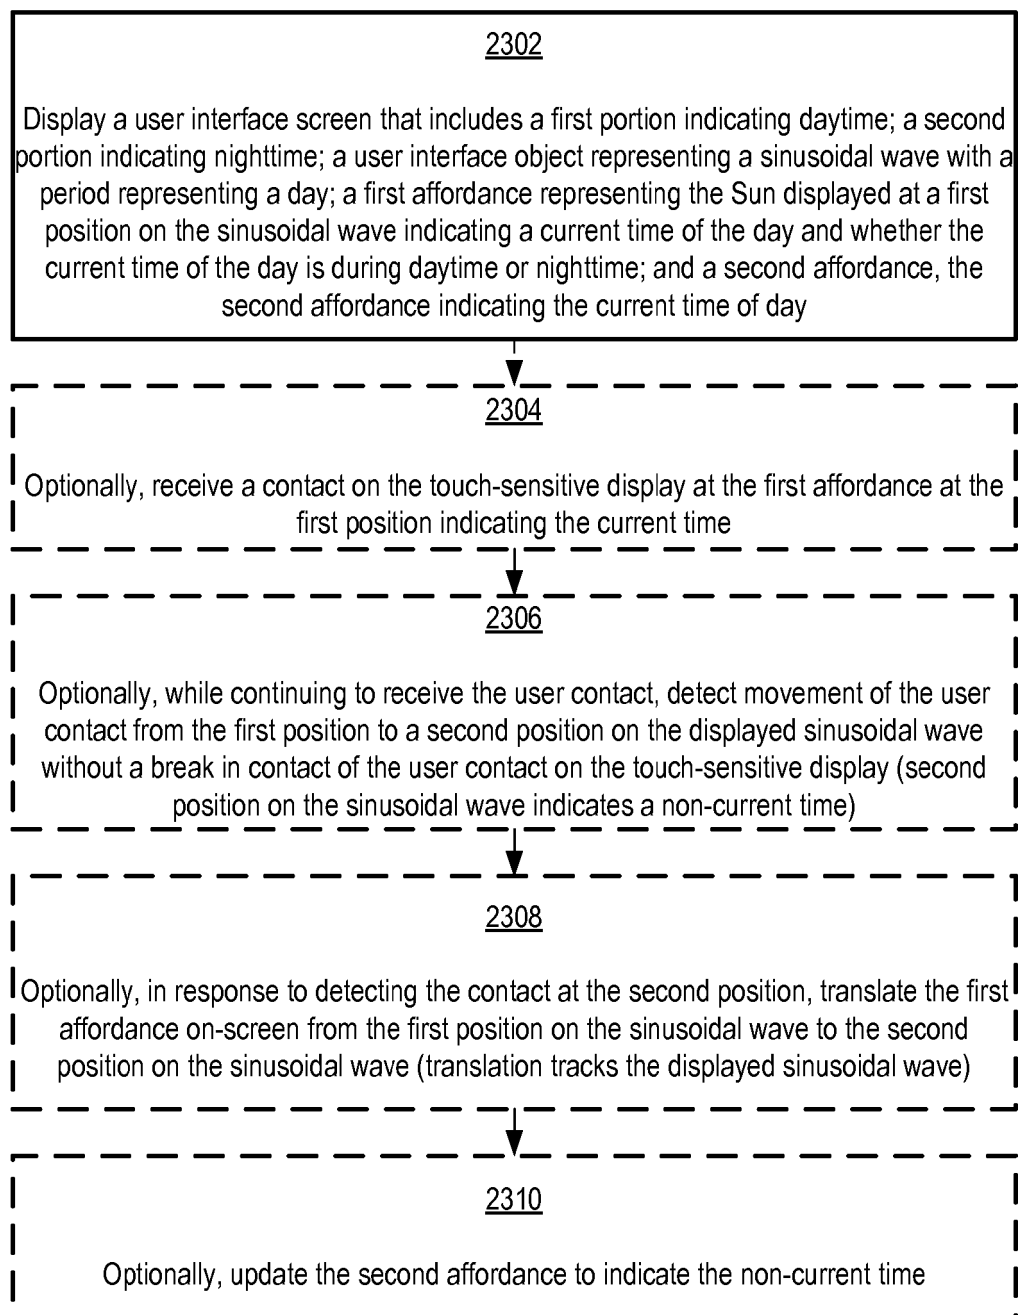 2302
Display a user interface screen that includes a first portion indicating daytime; a second
portion indicating nighttime; a user interface object representing a sinusoidal wave with a
period representing a day; a first affordance representing the Sun displayed at a first
position on the sinusoidal wave indicating a current time of the day and whether the
current time of the day is during daytime or nighttime; and a second affordance, the
second affordance indicating the current time of day
2304
Optionally, receive a contact on the touch-sensitive display at the first affordance at the
first position indicating the current time
2306
Optionally, while continuing to receive the user contact, detect movement of the user
contact from the first position to a second position on the displayed sinusoidal wave
without a break in contact of the user contact on the touch-sensitive display (second
position on the sinusoidal wave indicates a non-current time)
2308
Optionally, in response to detecting the contact at the second position, translate the first
affordance on-screen from the first position on the sinusoidal wave to the second
position on the sinusoidal wave (translation tracks the displayed sinusoidal wave)
2310
Optionally, update the second affordance to indicate the non-current time